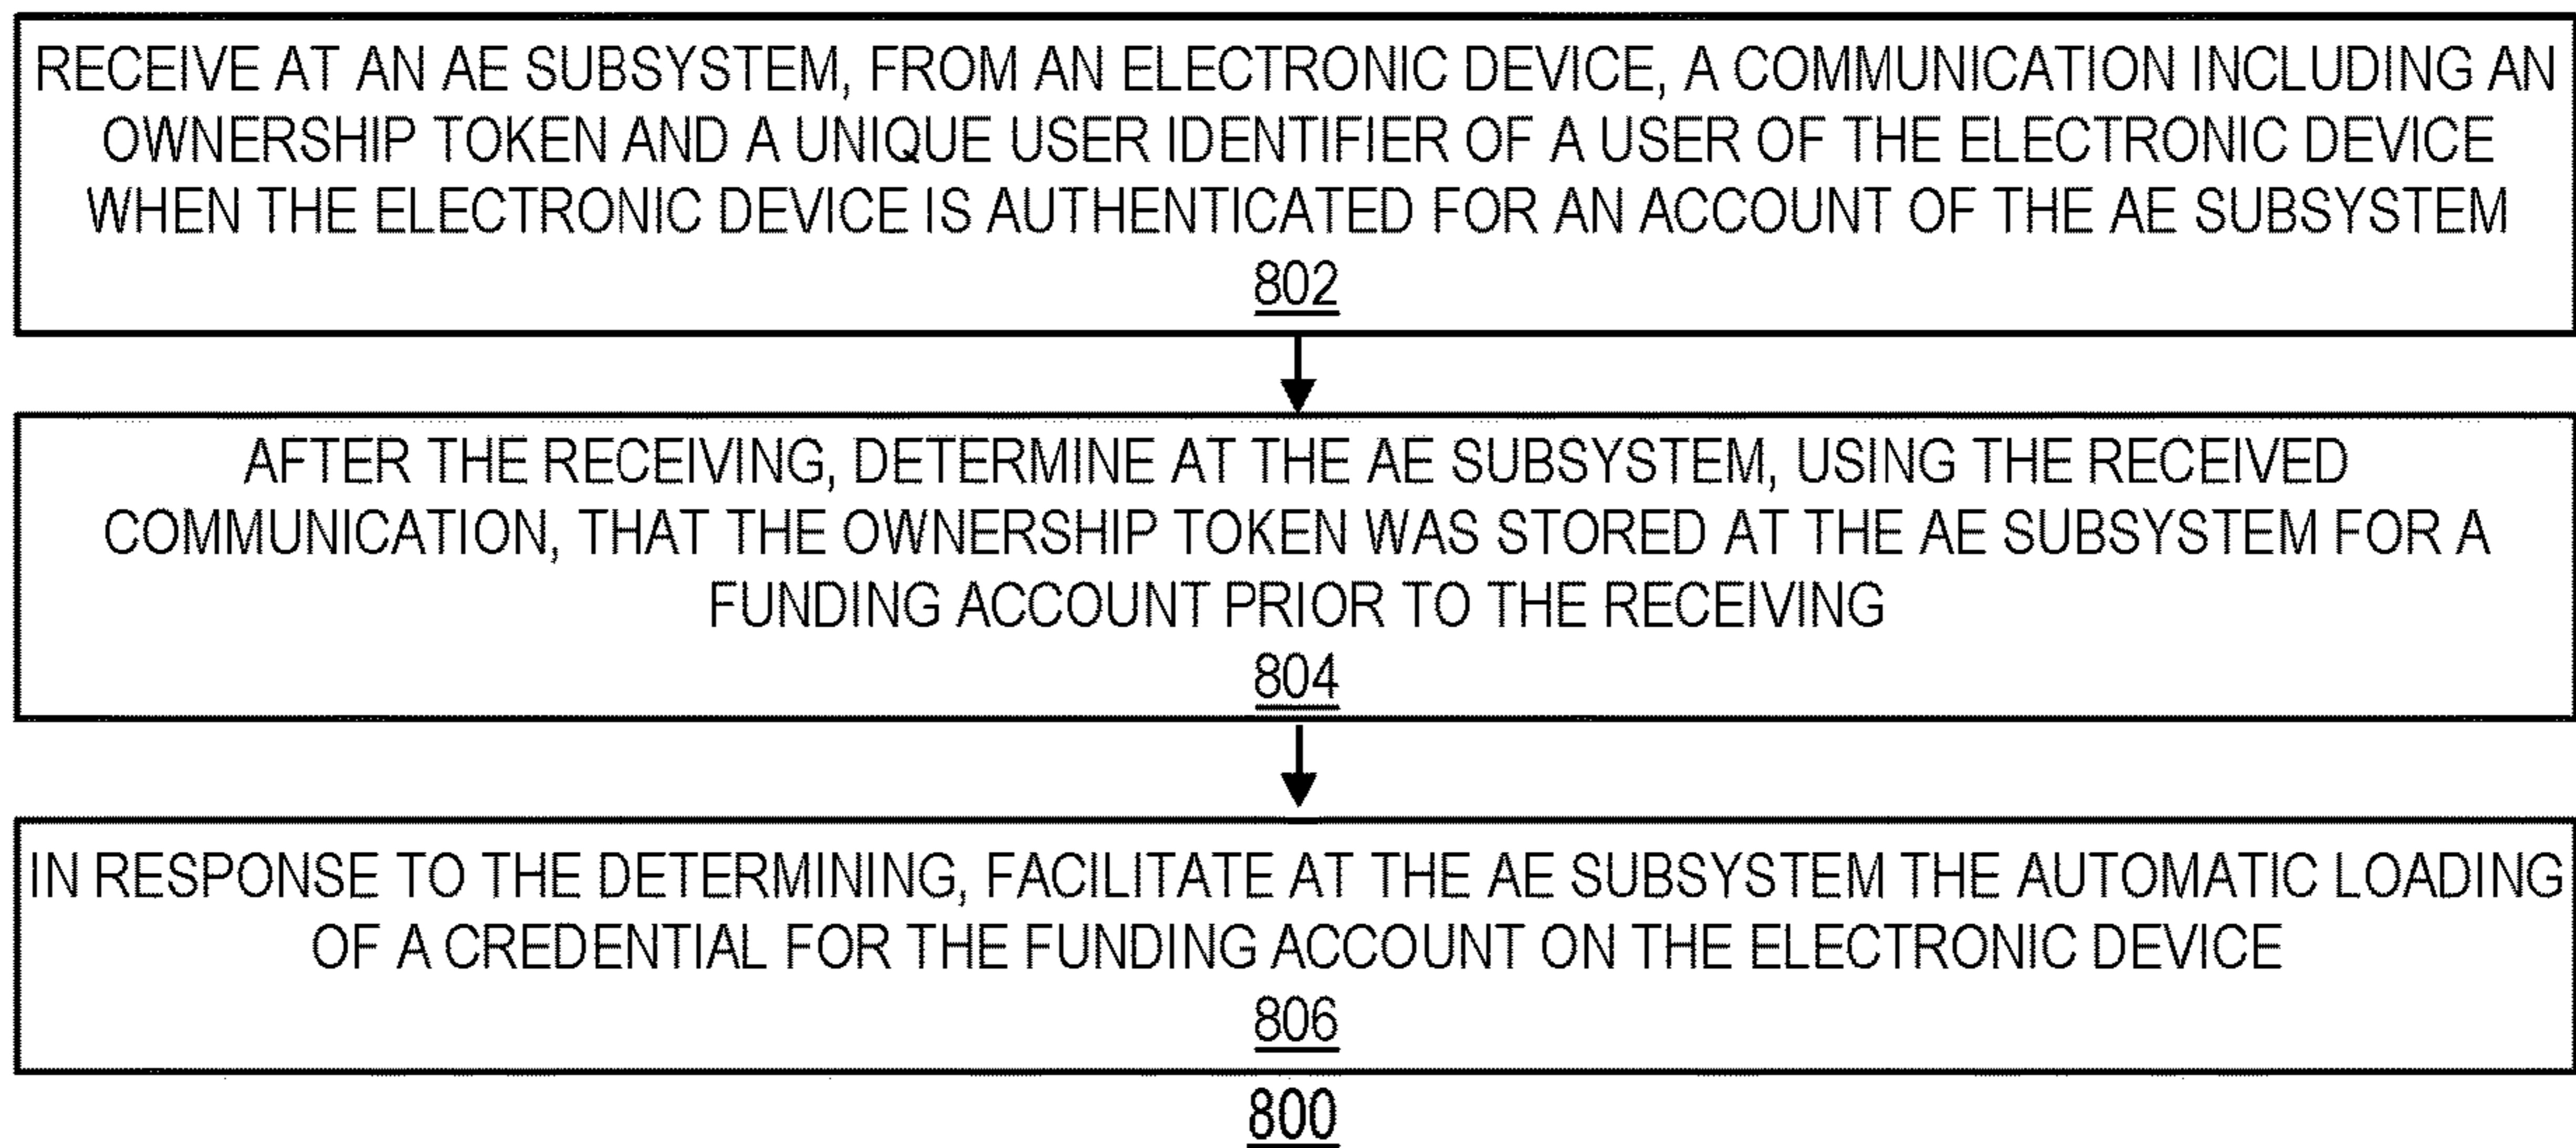 RECEIVE AT AN AE SUBSYSTEM, FROM AN ELECTRONIC DEVICE, A COMMUNICATION INCLUDING AN
OWNERSHIP TOKEN AND A UNIQUE USER IDENTIFIER OF A USER OF THE ELECTRONIC DEVICE
WHEN THE ELECTRONIC DEVICE IS AUTHENTICATED FOR AN ACCOUNT OF THE AE SUBSYSTEM
802
AFTER THE RECEIVING, DETERMINE AT THE AE SUBSYSTEM, USING THE RECEIVED
COMMUNICATION, THAT THE OWNERSHIP TOKEN WAS STORED AT THE AE SUBSYSTEM FOR A
FUNDING ACCOUNT PRIOR TO THE RECEIVING
804
IN RESPONSE TO THE DETERMINING, FACILITATE AT THE AE SUBSYSTEM THE AUTOMATIC LOADING
OF A CREDENTIAL FOR THE FUNDING ACCOUNT ON THE ELECTRONIC DEVICE
806
800